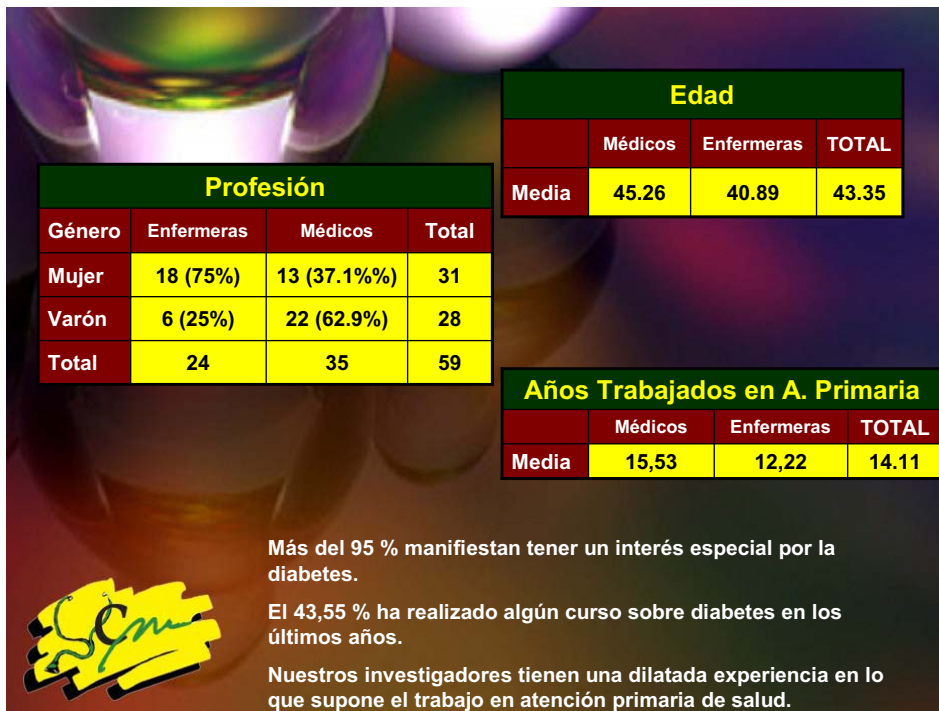 Edad
Médicos Enfermeras TOTAL
Media 45.26 40.89 43.35
Profesión
Género Enfermeras Médicos Total
Mujer 18 (75%) 13 (37.1%%) 31
Varón 6 (25%) 22 (62.9%) 28
Total 24 35 59
Años Trabajados en A. Primaria
Médicos Enfermeras TOTAL
Media 15,53 12,22 14.11
Más del 95 % manifiestan tener un interés especial por la
diabetes.
El 43,55 % ha realizado algún curso sobre diabetes en los
últimos años.
Nuestros investigadores tienen una dilatada experiencia en lo
que supone el trabajo en atención primaria de salud.